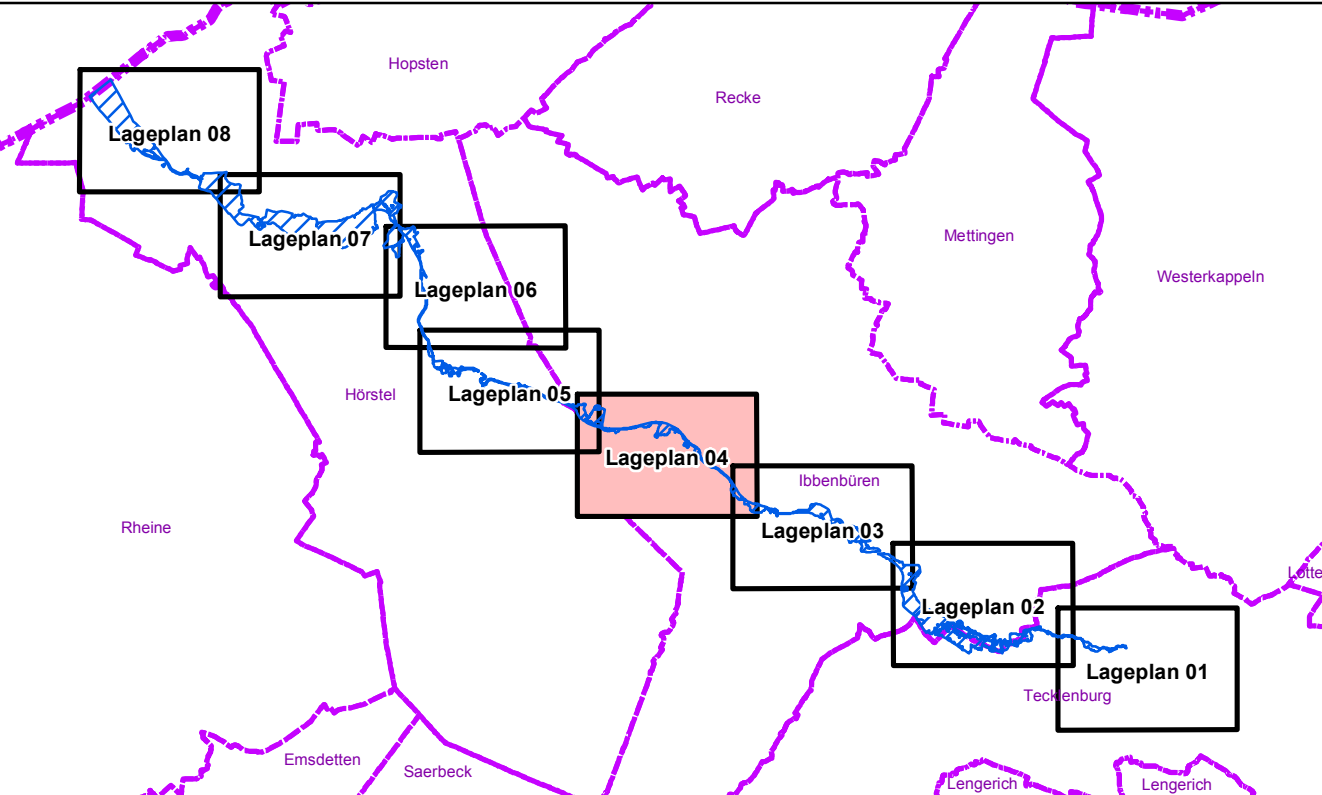 Hopsten
Recke
Lageplan 08
Lageplan 07
Mettingen
Westerkappeln
Lageplan 06
Hörstel
Lageplan 05
Lageplan 04
Ibbenbüren
Rheine
Lageplan 03
Lotte
Lageplan 02
Lageplan 01
Tecklenburg
Emsdetten
Saerbeck
Lengerich
Lengerich